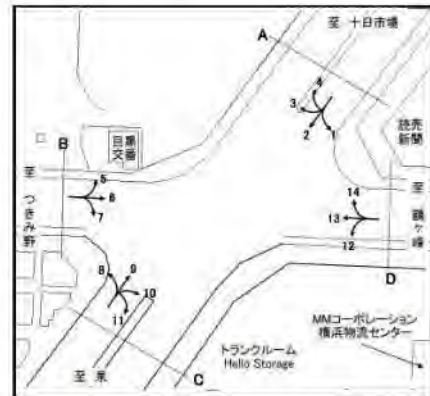 至 十日市場
A
4
3
2
1
読売
新聞
目黒
交番
B
至
つきみ野
5
6
7
14
13
12
至
鶴ヶ峰
D
8
9
10
11
C
至 泉
トランクルーム
Hello Storage
MMコーポレーション
横浜物流センター